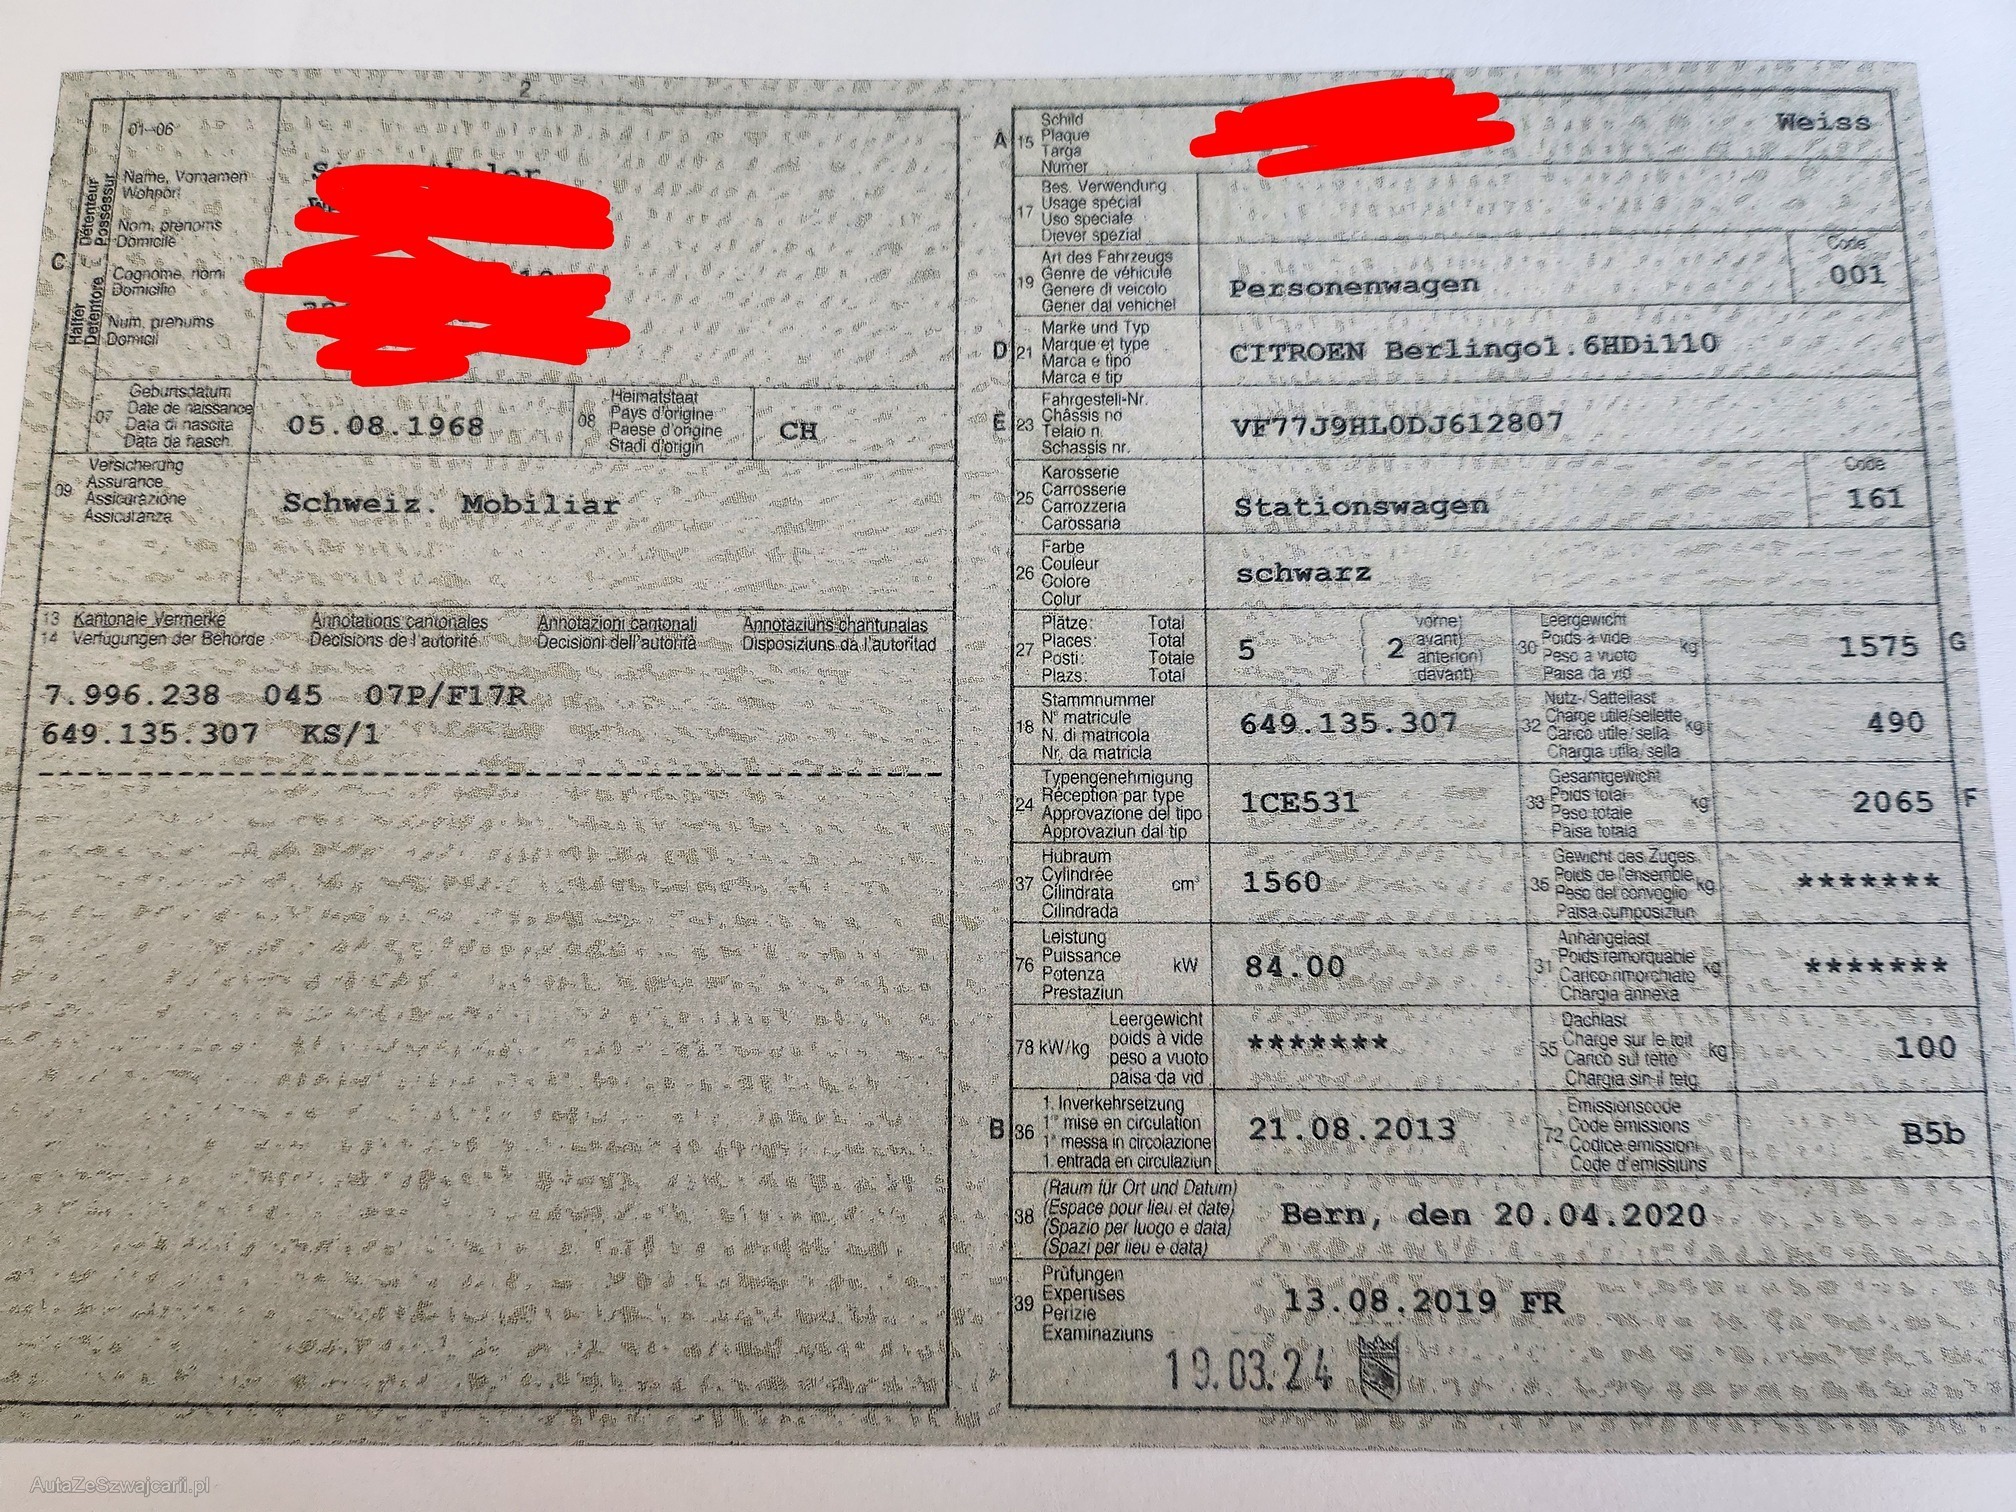 2
01–06
Name, Vornamen
Wohnort
Nom, prénoms
Domicile
Cognome, nomi
Domicilio
Num, prenums
Domicil
C
Halter Détenteur
Detentore Possessur
07
Geburtsdatum
Date de naissance
Data di nascita
Data da nasch.
05.08.1968
08
Heimatstaat
Pays d'origine
Paese d'origine
Stadi d'origin
CH
09
Versicherung
Assurance
Assicurazione
Assicuranza
Schweiz. Mobiliar
13 Kantonale Vermerke Annotations cantonales Annotazioni cantonali Annotaziuns chantunalas
14 Verfügungen der Behörde Décisions de l'autorité Decisioni dell'autorità Disposiziuns da l'autoritad
7.996.238 045 07P/F17R
649.135.307 KS/1
A 15
Schild
Plaque
Targa
Numer
Weiss
17
Bes. Verwendung
Usage spécial
Uso speciale
Diever spezial
19
Art des Fahrzeugs
Genre de véhicule
Genere di veicolo
Gener dal vehichel
Personenwagen
Code
001
D 21
Marke und Typ
Marque et type
Marca e tipo
Marca e tip
CITROEN Berlingo1.6HDi110
E 23
Fahrgestell-Nr.
Châssis no
Telaio n.
Schassis nr.
VF77J9HL0DJ612807
25
Karosserie
Carrosserie
Carrozzeria
Carossaria
Stationswagen
Code
161
26
Farbe
Couleur
Colore
Colur
schwarz
27
Plätze: Total
Places: Total
Posti: Totale
Plazs: Total
5
2
vorne)
avant)
anteriori)
davant)
30
Leergewicht
Poids à vide
Peso a vuoto
Paisa da vid
kg
1575 G
18
Stammnummer
N° matricule
N. di matricola
Nr. da matricla
649.135.307
32
Nutz-/Sattellast
Charge utile/sellette
Carico utile/sella
Chargia utila/sella
kg
490
24
Typengenehmigung
Réception par type
Approvazione del tipo
Approvaziun dal tip
1CE531
33
Gesamtgewicht
Poids total
Peso totale
Paisa totala
kg
2065 F
37
Hubraum
Cylindrée
Cilindrata
Cilindrada
cm³
1560
35
Gewicht des Zuges
Poids de l'ensemble
Peso del convoglio
Paisa cumposiziun
kg
*******
76
Leistung
Puissance
Potenza
Prestaziun
kW
84.00
31
Anhängelast
Poids remorquable
Carico rimorchiato
Chargia annexa
kg
*******
78 kW/kg
Leergewicht
poids à vide
peso a vuoto
paisa da vid
*******
55
Dachlast
Charge sur le toit
Carico sul tetto
Chargia sin il tetg
kg
100
B 36
1. Inverkehrsetzung
1re mise en circulation
1a messa in circolazione
1. entrada en circulaziun
21.08.2013
72
Emissionscode
Code émissions
Codice emissioni
Code d'emissiuns
B5b
38
(Raum für Ort und Datum)
(Espace pour lieu et date)
(Spazio per luogo e data)
(Spazi per lieu e data)
Bern, den 20.04.2020
39
Prüfungen
Expertises
Perizie
Examinaziuns
13.08.2019 FR
19.03.24
AutaZeSzwajcarii.pl